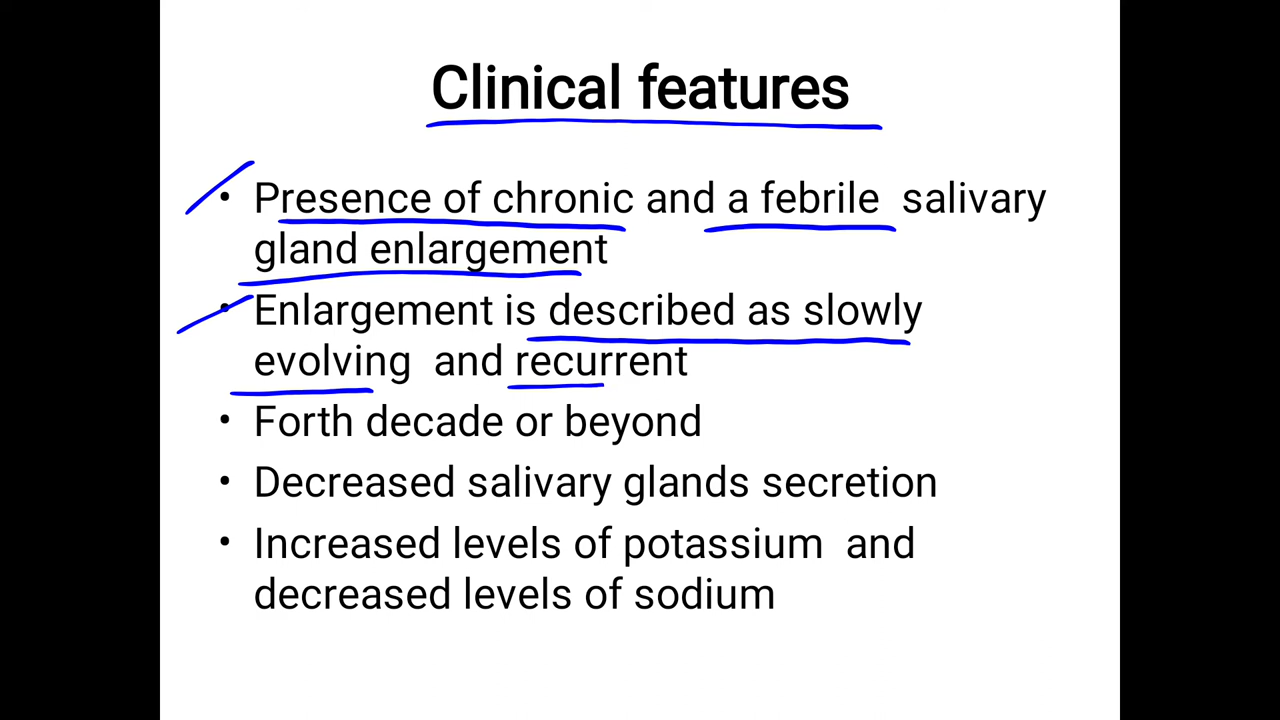 Clinical features
• Presence of chronic and a febrile salivary
gland enlargement
• Enlargement is described as slowly
evolving and recurrent
• Forth decade or beyond
• Decreased salivary glands secretion
• Increased levels of potassium and
decreased levels of sodium